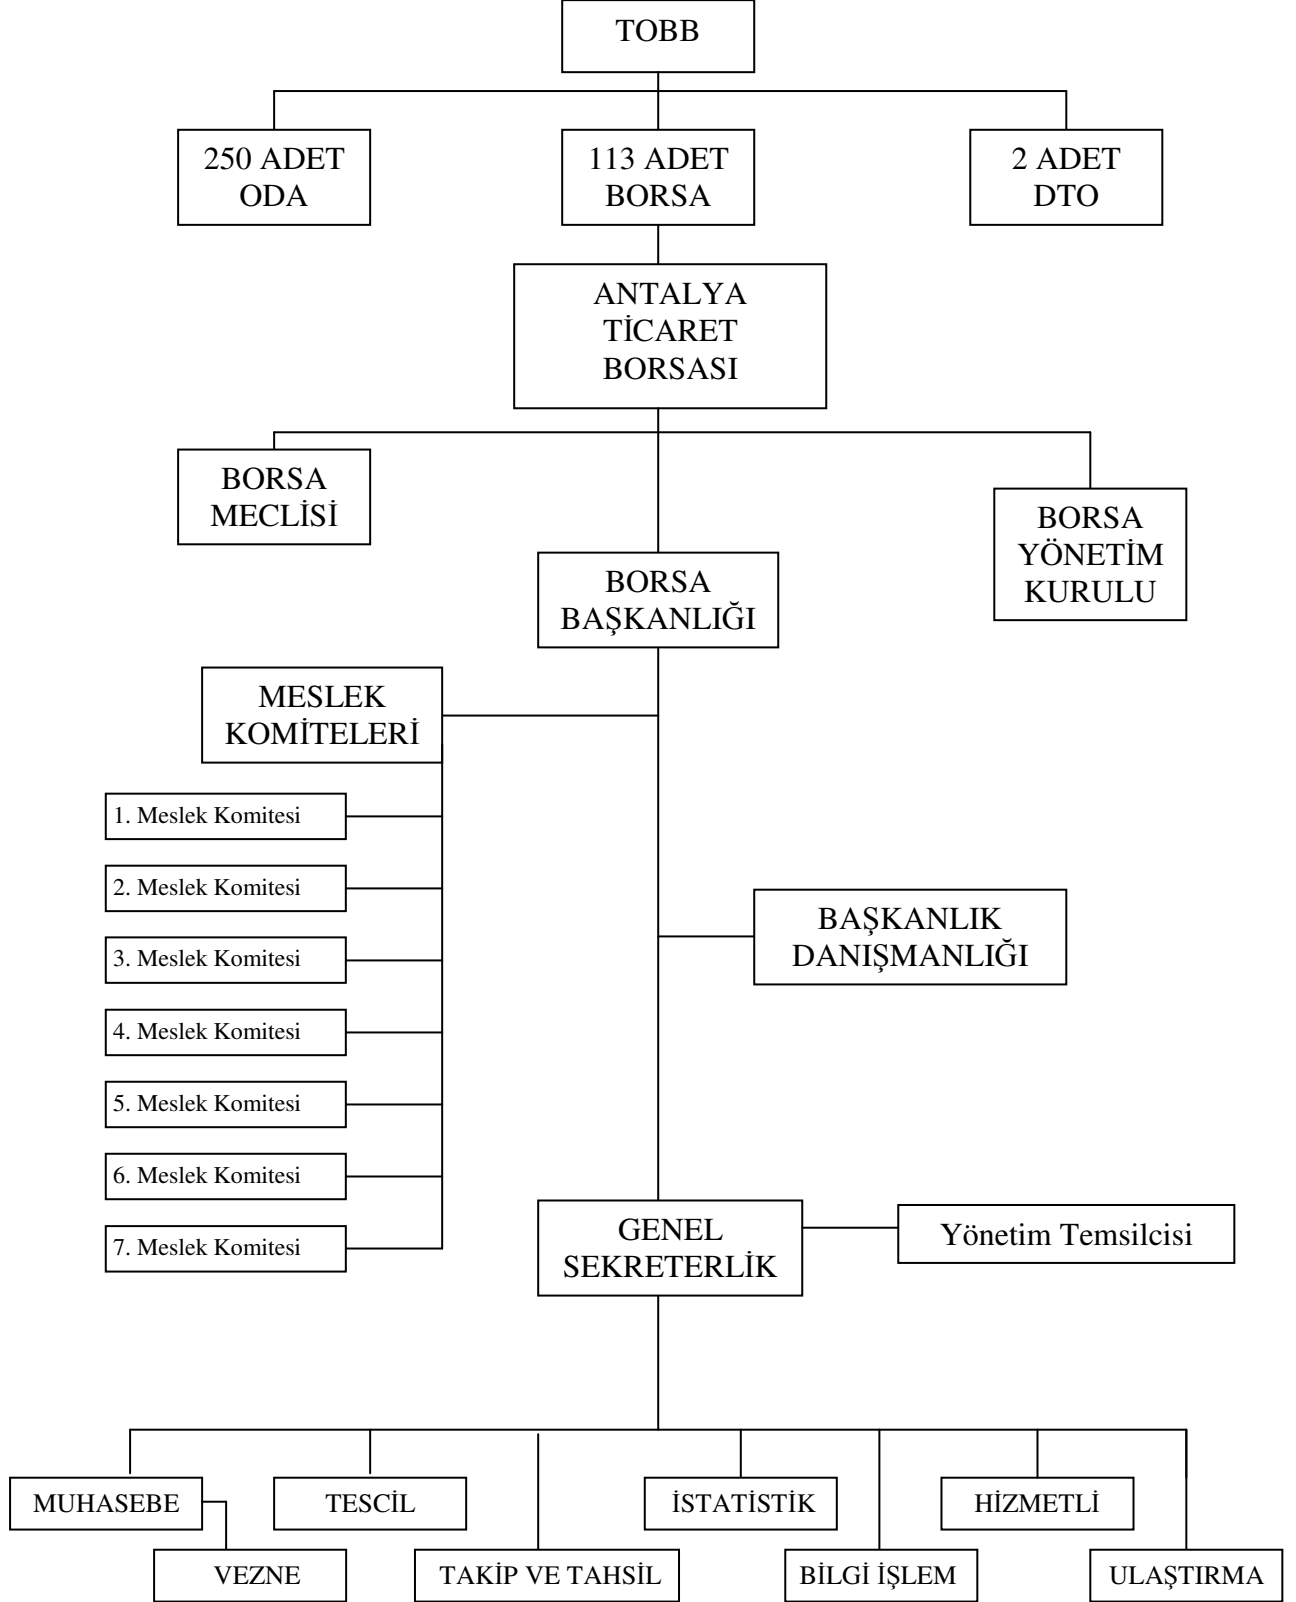 TOBB
250 ADET
ODA
113 ADET
BORSA
2 ADET
DTO
ANTALYA
TİCARET
BORSASI
BORSA
MECLİSİ
BORSA
YÖNETİM
KURULU
BORSA
BAŞKANLIĞI
MESLEK
KOMİTELERİ
1. Meslek Komitesi
2. Meslek Komitesi
3. Meslek Komitesi
4. Meslek Komitesi
5. Meslek Komitesi
6. Meslek Komitesi
7. Meslek Komitesi
BAŞKANLIK
DANIŞMANLIĞI
GENEL
SEKRETERLİK
Yönetim Temsilcisi
MUHASEBE
TESCİL
İSTATİSTİK
HİZMETLİ
VEZNE
TAKİP VE TAHSİL
BİLGİ İŞLEM
ULAŞTIRMA